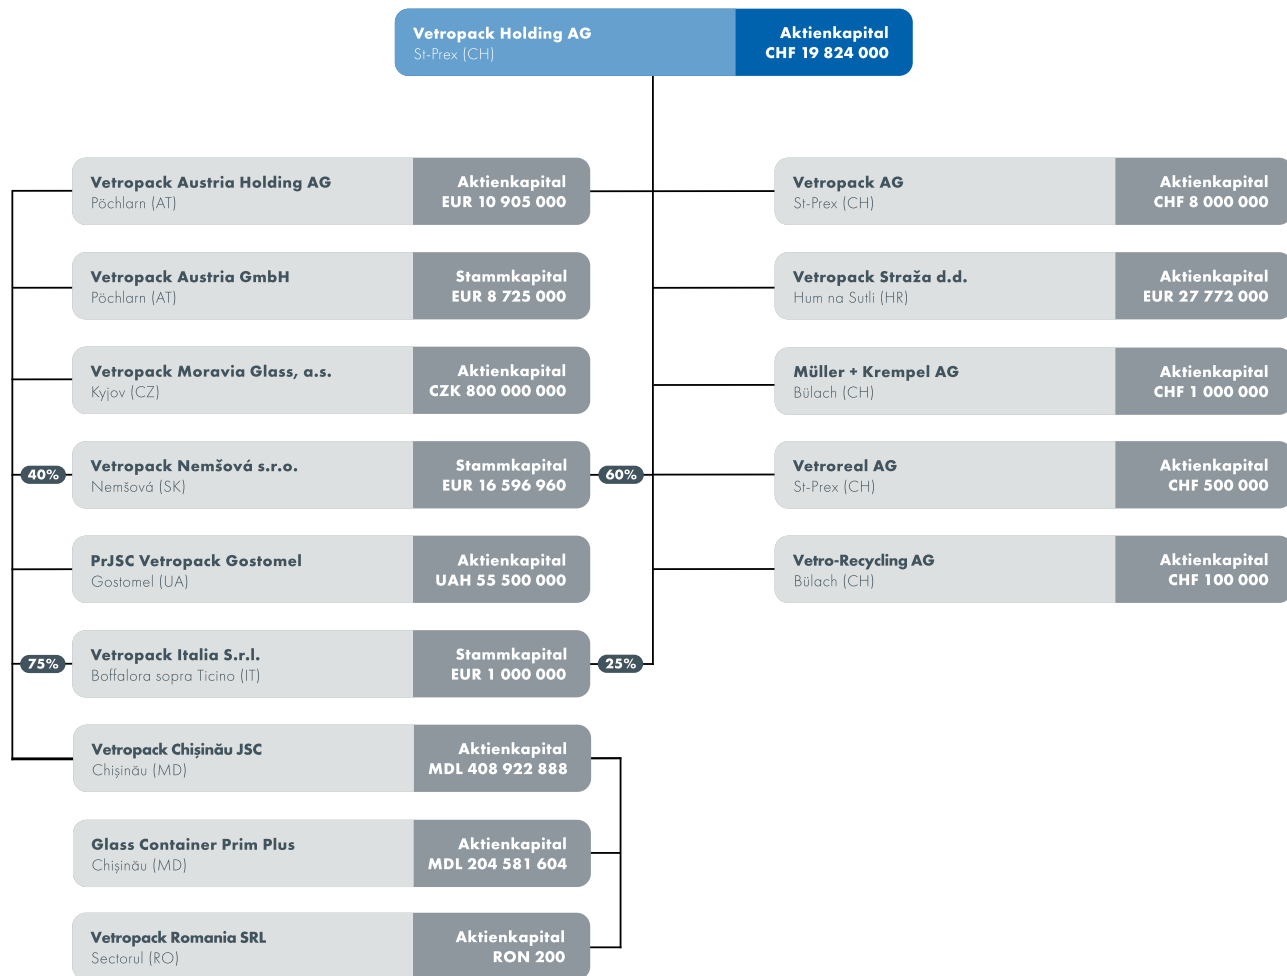 Vetropack Holding AG
St-Prex (CH)
Aktienkapital
CHF 19 824 000
Vetropack Austria Holding AG
Pöchlarn (AT)
Aktienkapital
EUR 10 905 000
Vetropack AG
St-Prex (CH)
Aktienkapital
CHF 8 000 000
Vetropack Austria GmbH
Pöchlarn (AT)
Stammkapital
EUR 8 725 000
Vetropack Straža d.d.
Hum na Sutli (HR)
Aktienkapital
EUR 27 772 000
Vetropack Moravia Glass, a.s.
Kyjov (CZ)
Aktienkapital
CZK 800 000 000
Müller + Krempel AG
Bülach (CH)
Aktienkapital
CHF 1 000 000
40%
Vetropack Nemšová s.r.o.
Nemšová (SK)
Stammkapital
EUR 16 596 960
60%
Vetroreal AG
St-Prex (CH)
Aktienkapital
CHF 500 000
PrJSC Vetropack Gostomel
Gostomel (UA)
Aktienkapital
UAH 55 500 000
Vetro-Recycling AG
Bülach (CH)
Aktienkapital
CHF 100 000
75%
Vetropack Italia S.r.l.
Boffalora sopra Ticino (IT)
Stammkapital
EUR 1 000 000
25%
Vetropack Chișinău JSC
Chișinău (MD)
Aktienkapital
MDL 408 922 888
Glass Container Prim Plus
Chișinău (MD)
Aktienkapital
MDL 204 581 604
Vetropack Romania SRL
Sectorul (RO)
Aktienkapital
RON 200